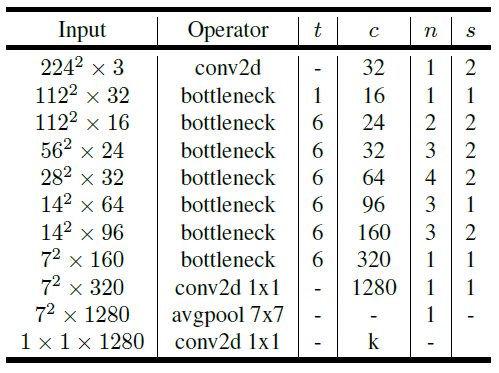 Input Operator t c n s
224² × 3 conv2d - 32 1 2
112² × 32 bottleneck 1 16 1 1
112² × 16 bottleneck 6 24 2 2
56² × 24 bottleneck 6 32 3 2
28² × 32 bottleneck 6 64 4 2
14² × 64 bottleneck 6 96 3 1
14² × 96 bottleneck 6 160 3 2
7² × 160 bottleneck 6 320 1 1
7² × 320 conv2d 1x1 - 1280 1 1
7² × 1280 avgpool 7x7 - - 1 -
1 × 1 × 1280 conv2d 1x1 - k -